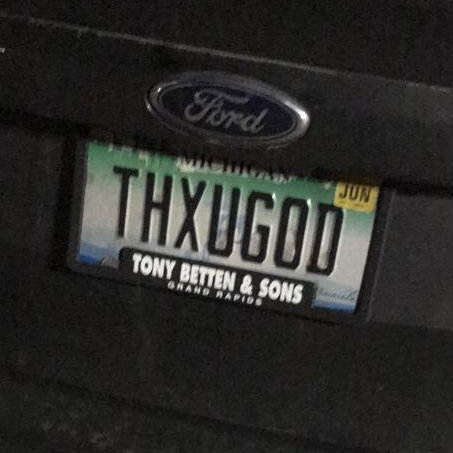 Ford
MICHIGAN
JUN
THXUGOD
TONY BETTEN & SONS
GRAND RAPIDS